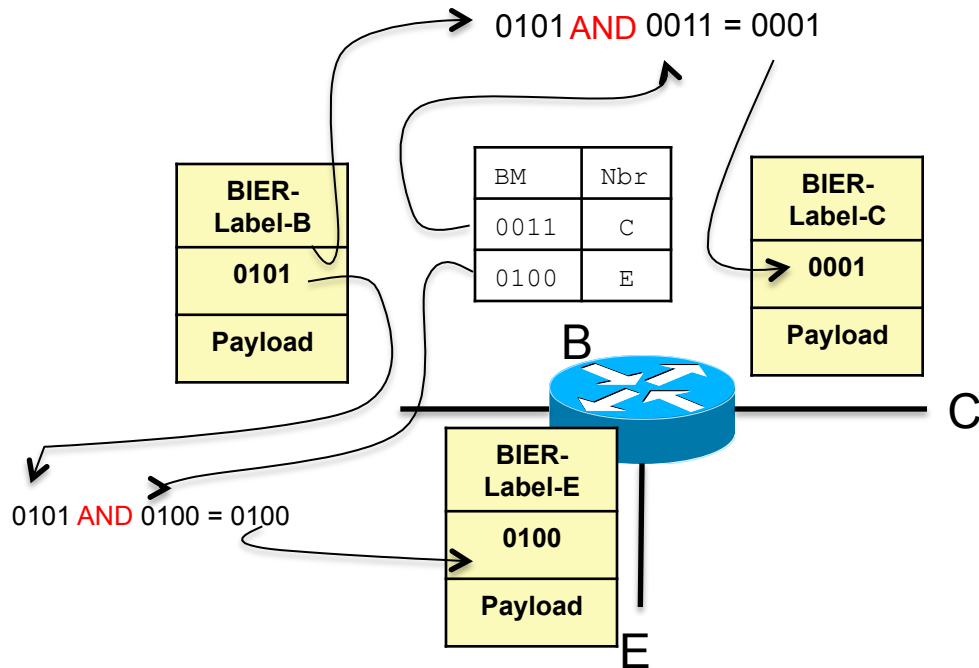 0101 AND 0011 = 0001
BIER-
Label-B
0101
Payload
BM Nbr
0011 C
0100 E
BIER-
Label-C
0001
Payload
B
C
BIER-
Label-E
0100
Payload
0101 AND 0100 = 0100
E